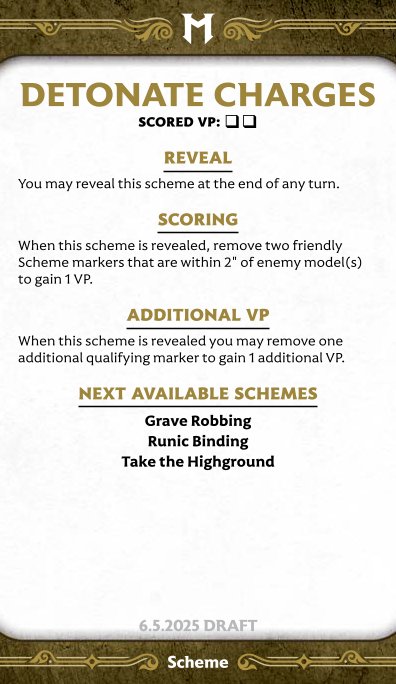 M
DETONATE CHARGES
SCORED VP: ❑❑
REVEAL
You may reveal this scheme at the end of any turn.
SCORING
When this scheme is revealed, remove two friendly
Scheme markers that are within 2" of enemy model(s)
to gain 1 VP.
ADDITIONAL VP
When this scheme is revealed you may remove one
additional qualifying marker to gain 1 additional VP.
NEXT AVAILABLE SCHEMES
Grave Robbing
Runic Binding
Take the Highground
6.5.2025 DRAFT
Scheme